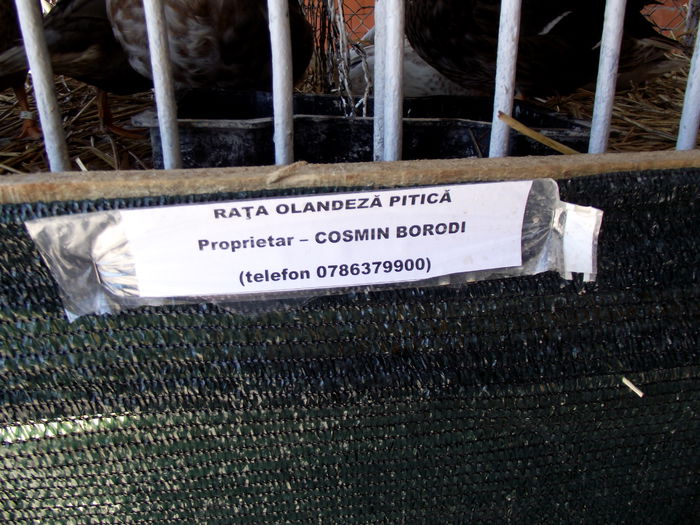 RAŢA OLANDEZĂ PITICĂ
Proprietar – COSMIN BORODI
(telefon 0786379900)